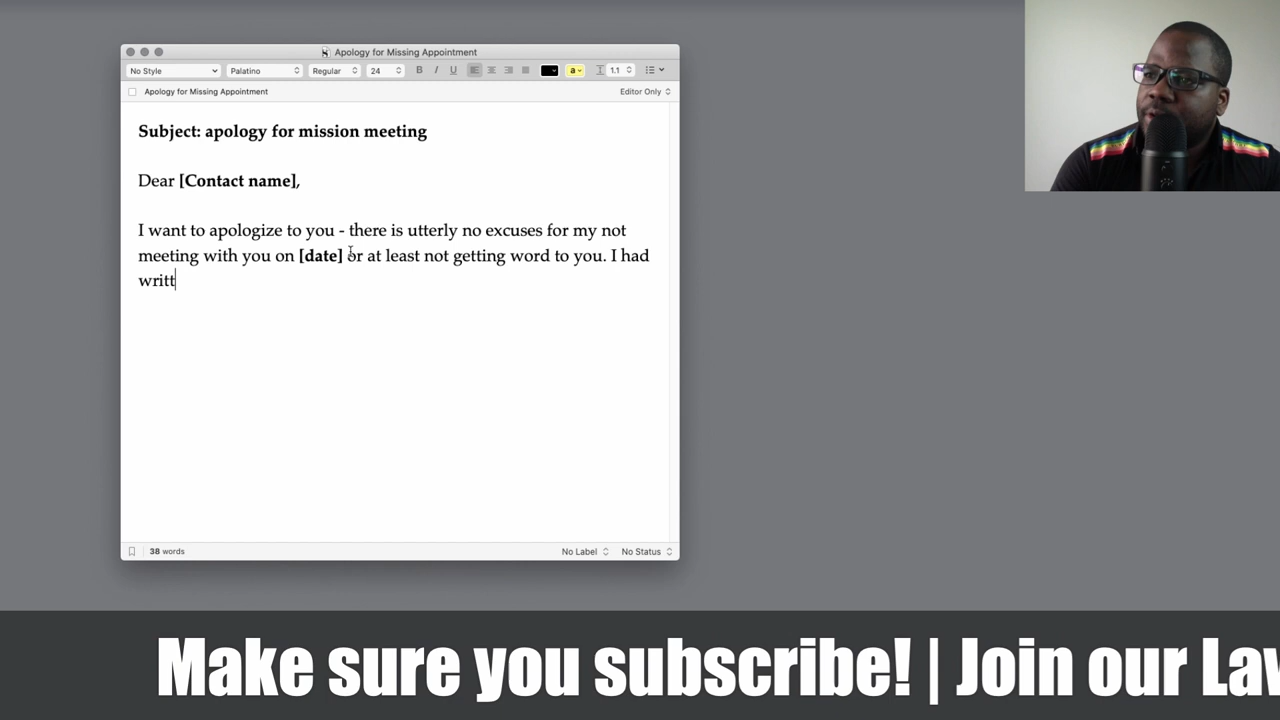 Apology for Missing Appointment
No Style Palatino Regular 24 B I U a 1.1
Apology for Missing Appointment Editor Only
Subject: apology for mission meeting
Dear [Contact name],
I want to apologize to you - there is utterly no excuses for my not
meeting with you on [date] or at least not getting word to you. I had
writt
38 words No Label No Status
Make sure you subscribe! | Join our Lav